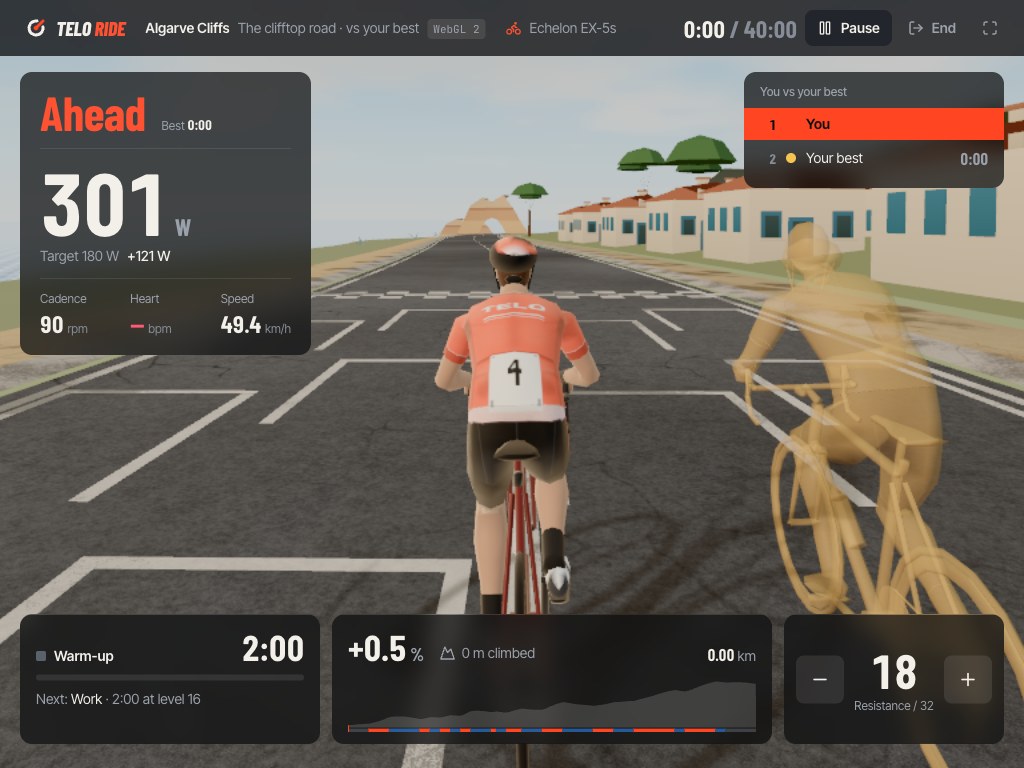 TELO RIDE Algarve Cliffs The clifftop road · vs your best WebGL 2 Echelon EX-5s 0:00 / 40:00 Pause End
Ahead Best 0:00
301 W
Target 180 W +121 W
Cadence Heart Speed
90 rpm – bpm 49.4 km/h
You vs your best
1 You
2 Your best 0:00
TELO
4
Warm-up 2:00
Next: Work · 2:00 at level 16
+0.5 % 0 m climbed 0.00 km
− 18 +
Resistance / 32